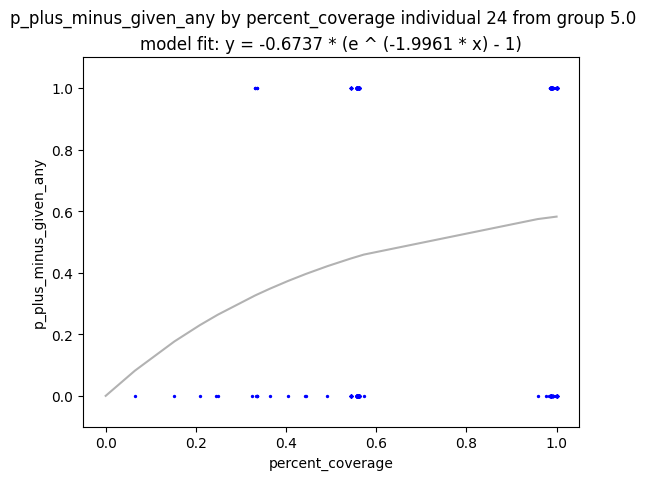 p_plus_minus_given_any by percent_coverage individual 24 from group 5.0
model fit: y = -0.6737 * (e ^ (-1.9961 * x) - 1)
p_plus_minus_given_any
1.0
0.8
0.6
0.4
0.2
0.0
0.0 0.2 0.4 0.6 0.8 1.0
percent_coverage